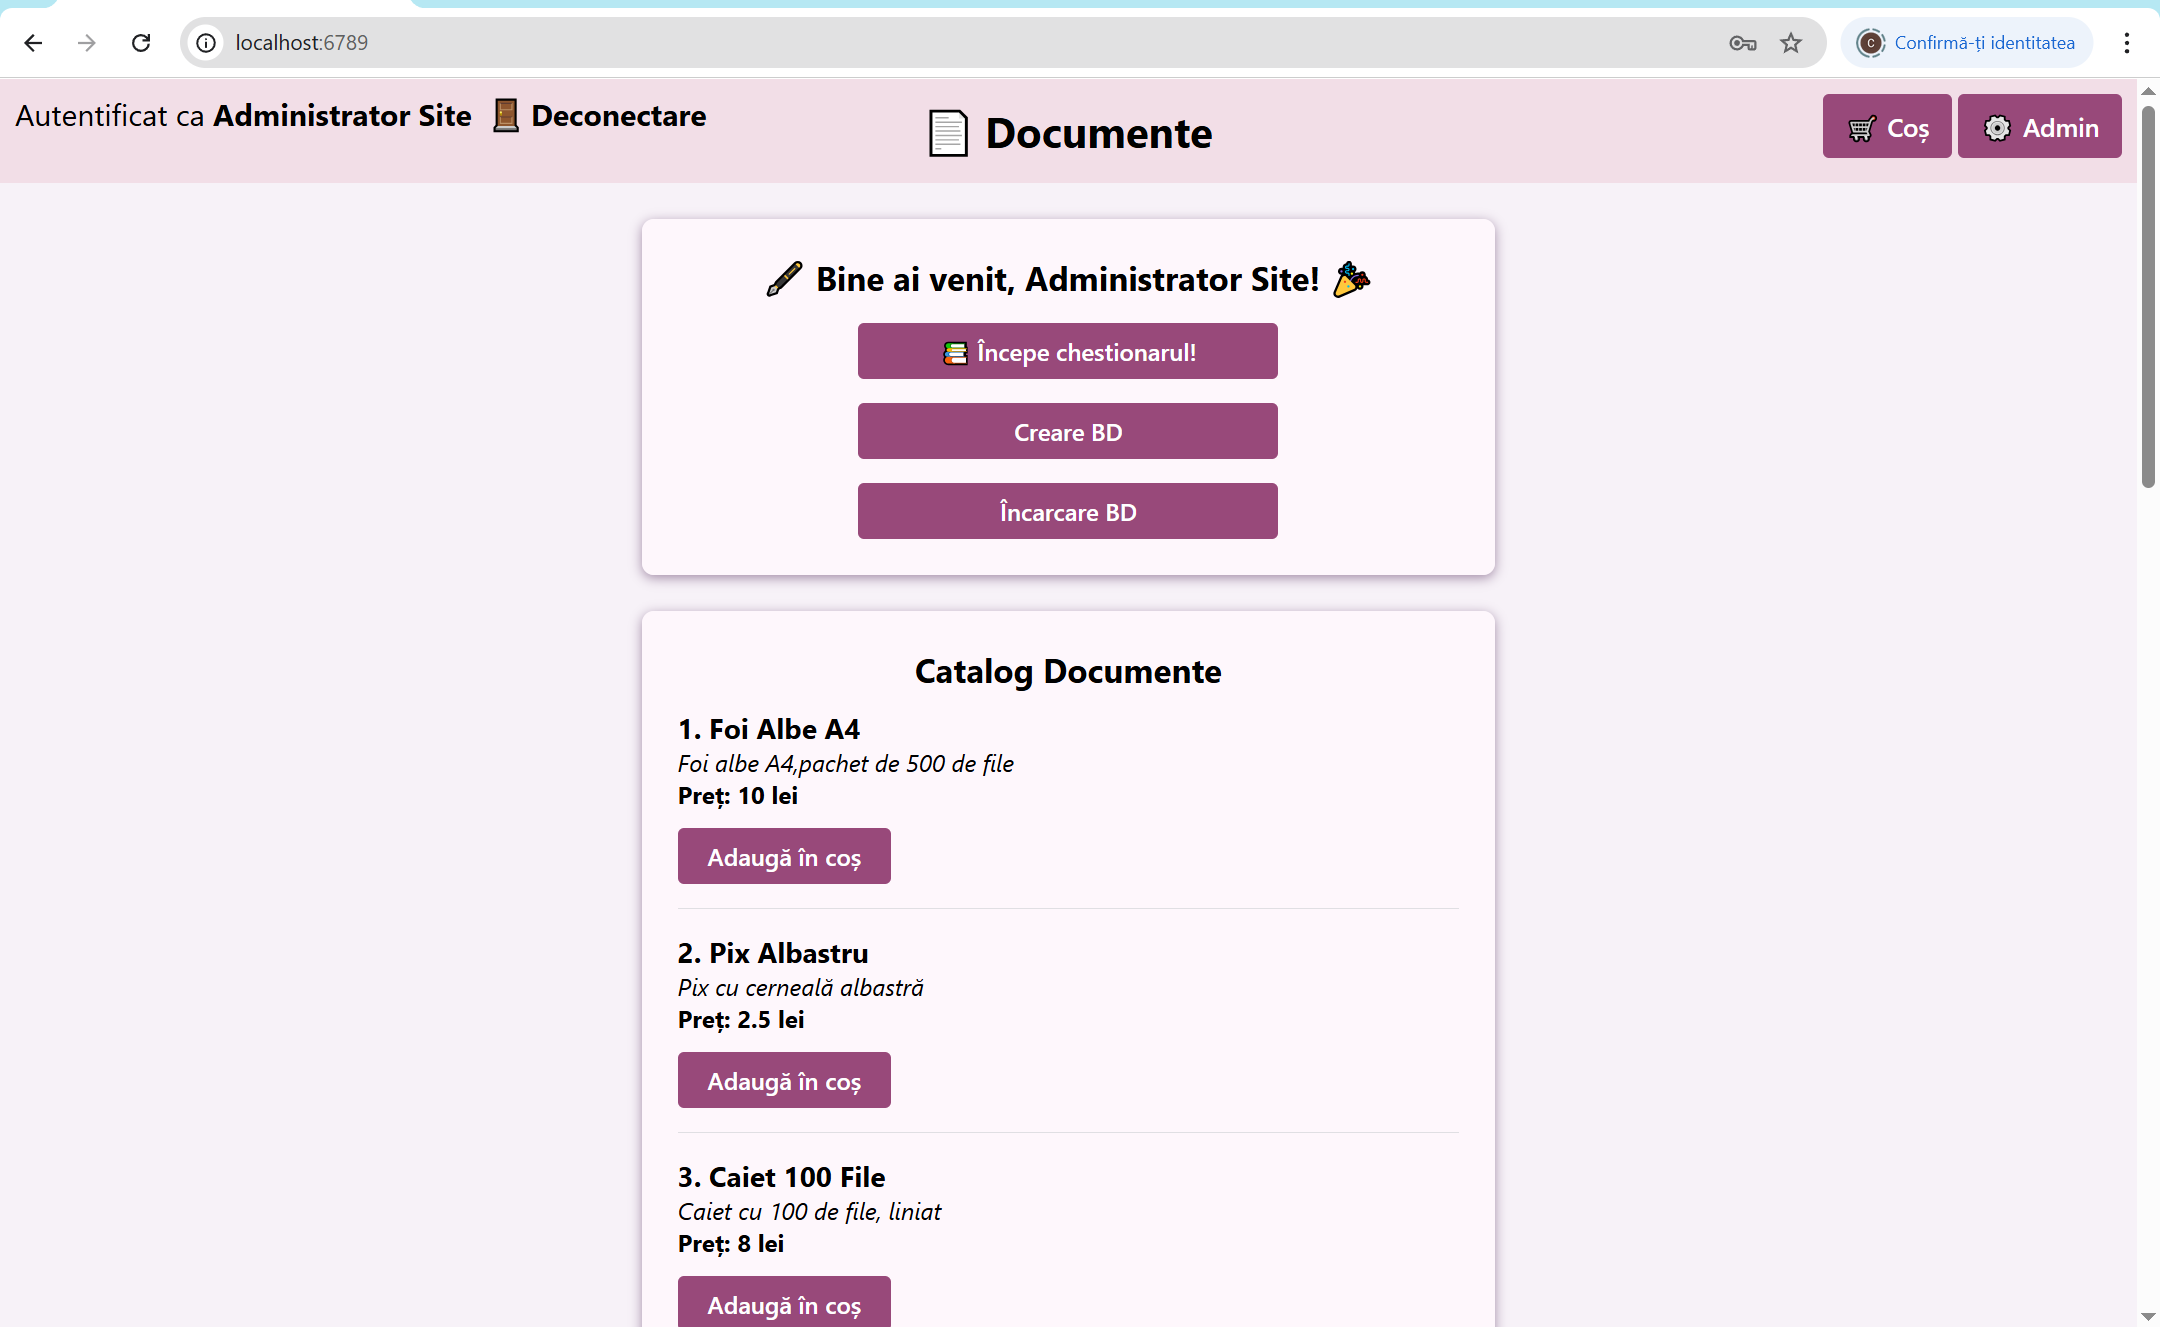 localhost:6789
Confirmă-ți identitatea
Autentificat ca Administrator Site Deconectare
Documente
Coș
Admin
Bine ai venit, Administrator Site!
Începe chestionarul!
Creare BD
Încarcare BD
Catalog Documente
1. Foi Albe A4
Foi albe A4,pachet de 500 de file
Preț: 10 lei
Adaugă în coș
2. Pix Albastru
Pix cu cerneală albastră
Preț: 2.5 lei
Adaugă în coș
3. Caiet 100 File
Caiet cu 100 de file, liniat
Preț: 8 lei
Adaugă în coș